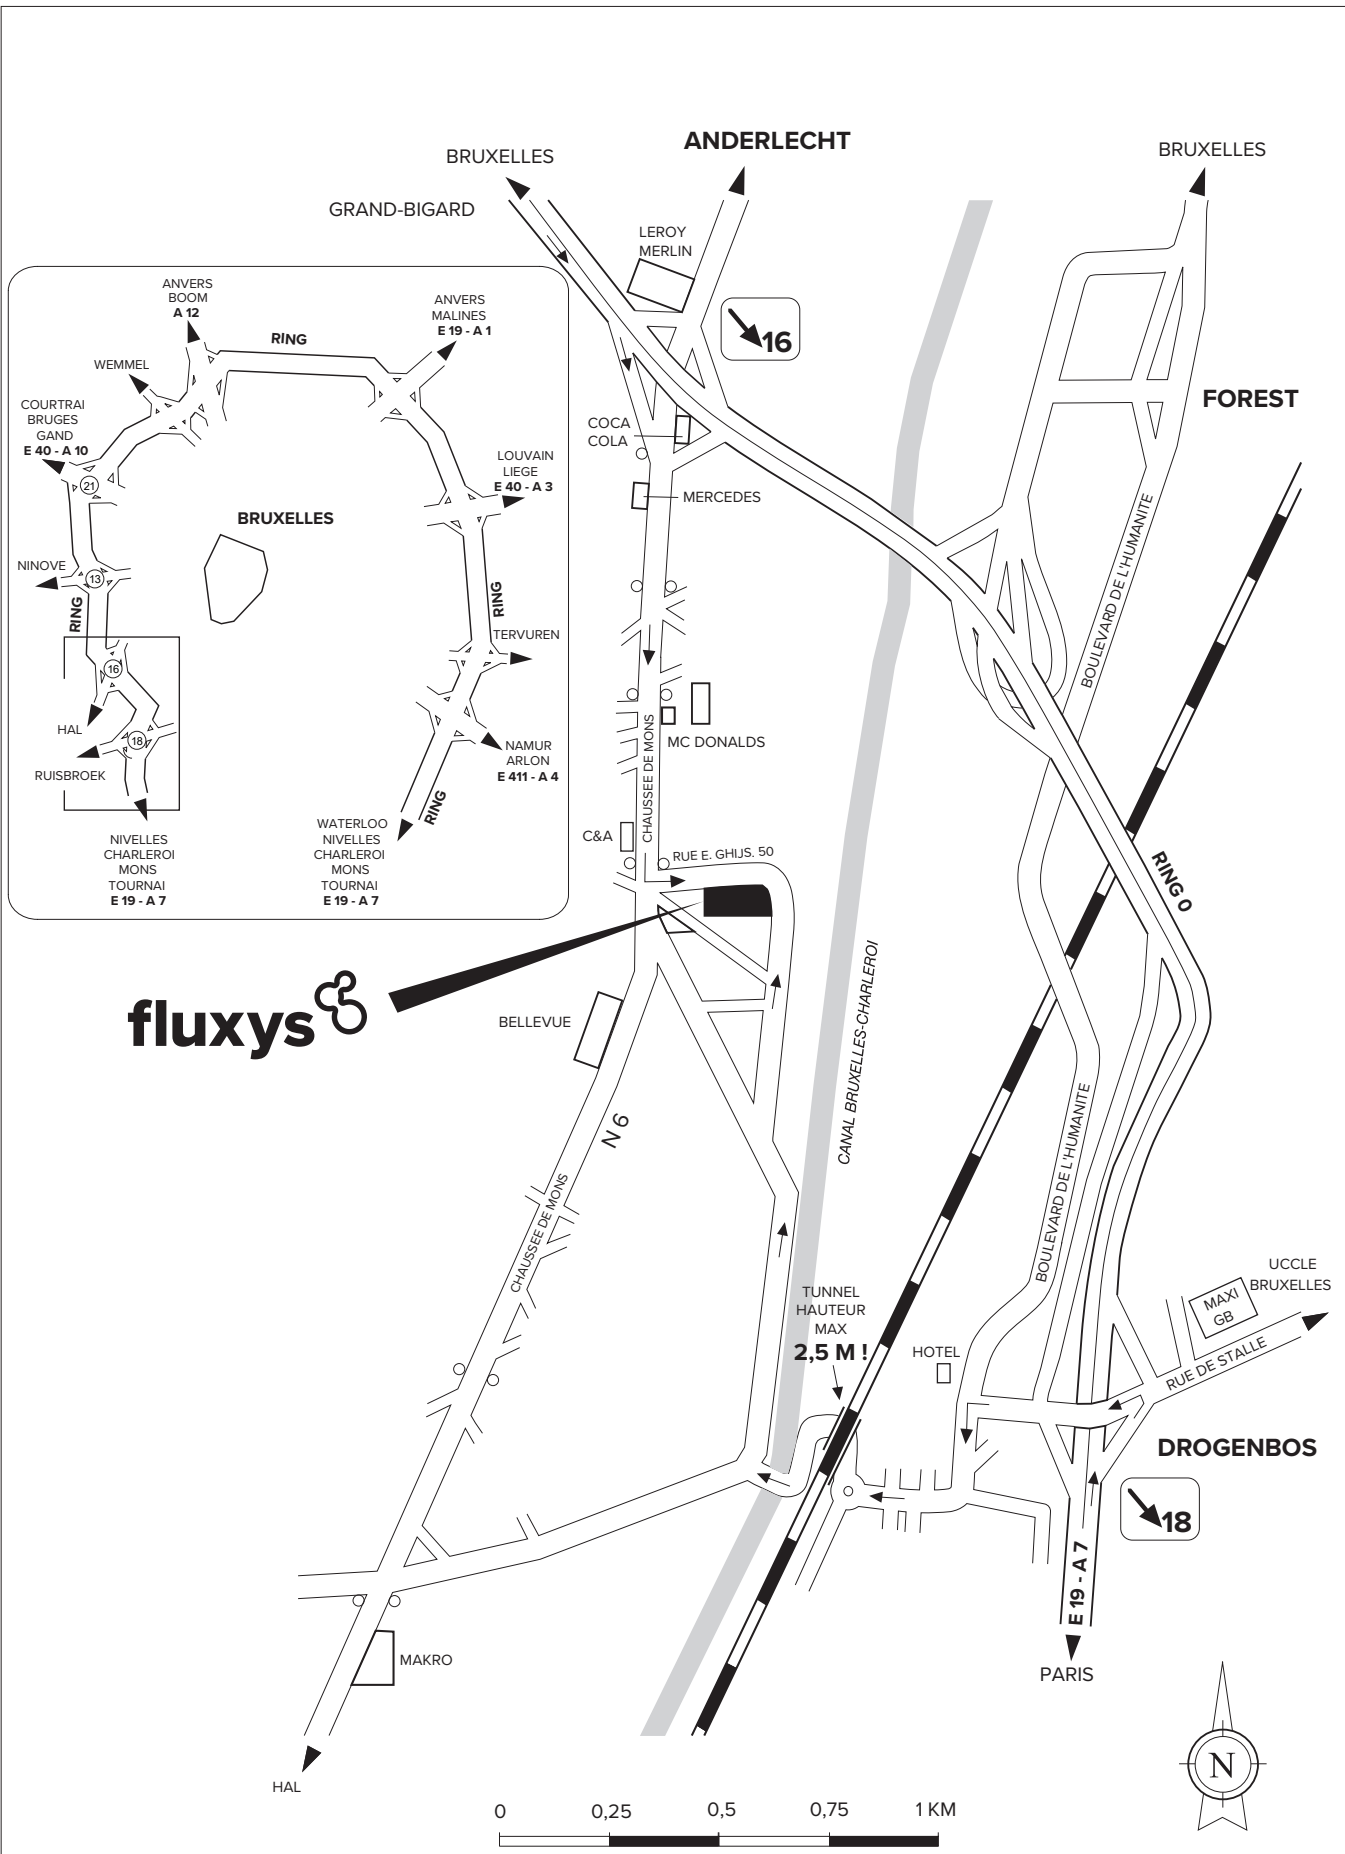 BRUXELLES
ANDERLECHT
BRUXELLES
GRAND-BIGARD
LEROY
MERLIN
16
FOREST
COCA
COLA
MERCEDES
BOULEVARD DE L'HUMANITE
MC DONALDS
CHAUSSEE DE MONS
C&A
RUE E. GHIJS. 50
RING 0
ANVERS
BOOM
A 12
ANVERS
MALINES
E 19 - A 1
RING
WEMMEL
COURTRAI
BRUGES
GAND
E 40 - A 10
21
LOUVAIN
LIEGE
E 40 - A 3
BRUXELLES
NINOVE
13
RING
RING
TERVUREN
16
HAL
18
RUISBROEK
NAMUR
ARLON
E 411 - A 4
RING
NIVELLES
CHARLEROI
MONS
TOURNAI
E 19 - A 7
WATERLOO
NIVELLES
CHARLEROI
MONS
TOURNAI
E 19 - A 7
fluxys
BELLEVUE
CANAL BRUXELLES-CHARLEROI
N 6
CHAUSSEE DE MONS
BOULEVARD DE L'HUMANITE
UCCLE
BRUXELLES
MAXI
GB
RUE DE STALLE
TUNNEL
HAUTEUR
MAX
2,5 M !
HOTEL
DROGENBOS
18
E 19 - A 7
PARIS
MAKRO
HAL
N
0 0,25 0,5 0,75 1 KM